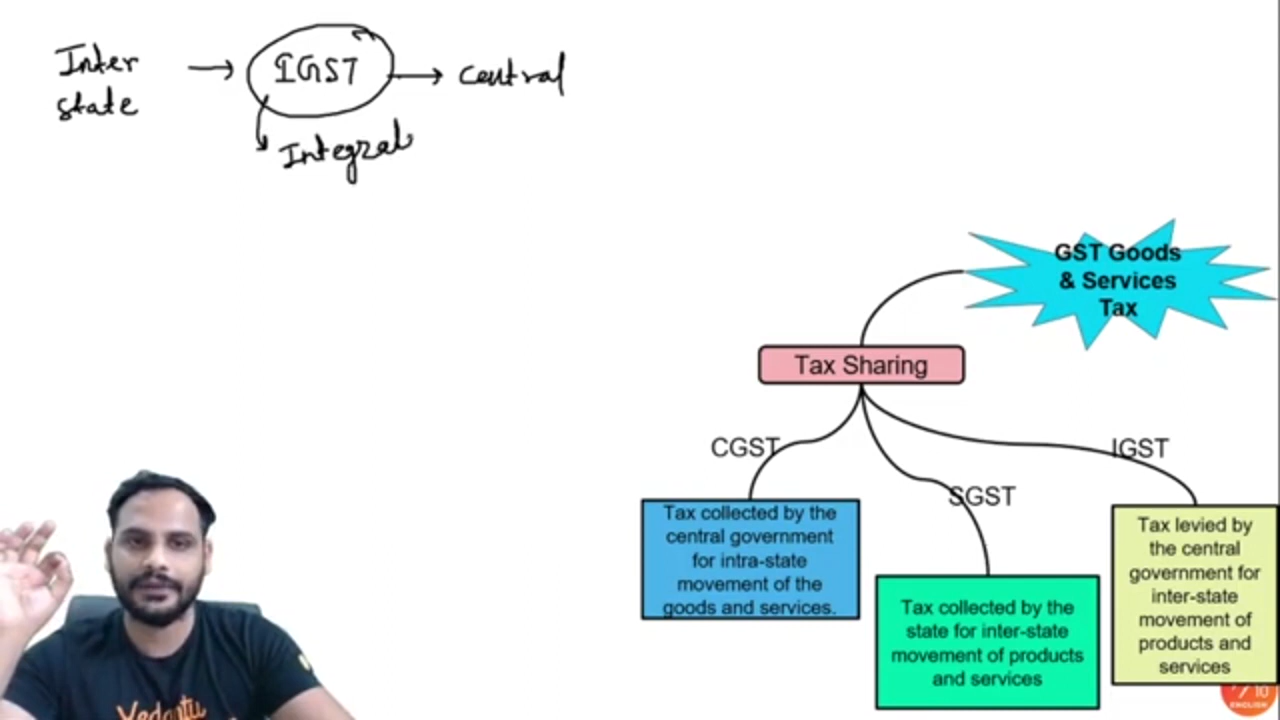 Inter
state
IGST
central
Integral
GST Goods
& Services
Tax
Tax Sharing
CGST
SGST
IGST
Tax collected by the
central government
for intra-state
movement of the
goods and services.
Tax collected by the
state for inter-state
movement of products
and services
Tax levied by
the central
government for
inter-state
movement of
products and
services
Vedantu
ENGLISH